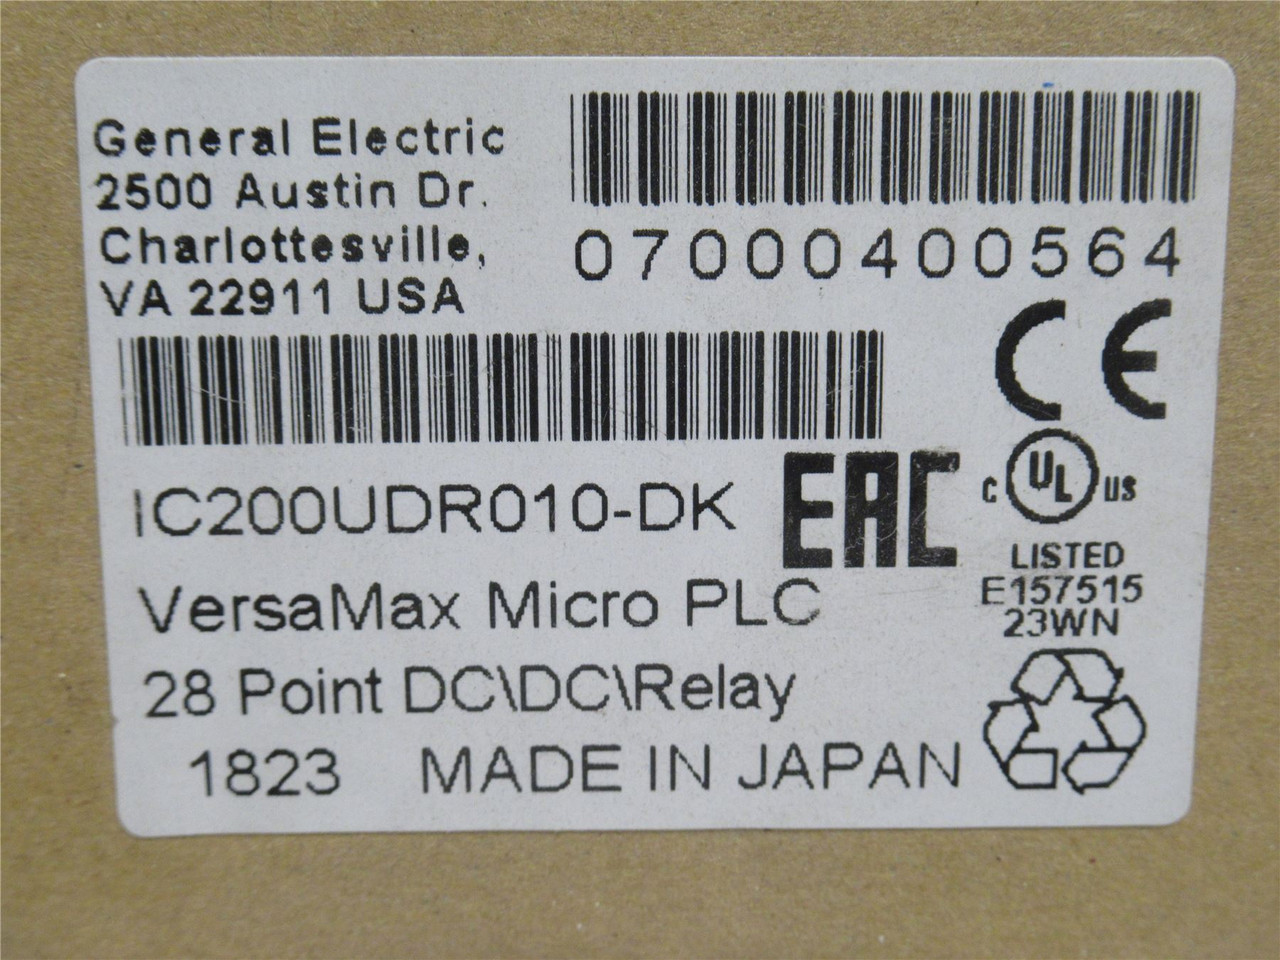 General Electric
2500 Austin Dr.
Charlottesville,
VA 22911 USA
07000400564
CE
IC200UDR010-DK
EAC
C UL US
LISTED
E157515
23WN
VersaMax Micro PLC
28 Point DC\DC\Relay
1823 MADE IN JAPAN